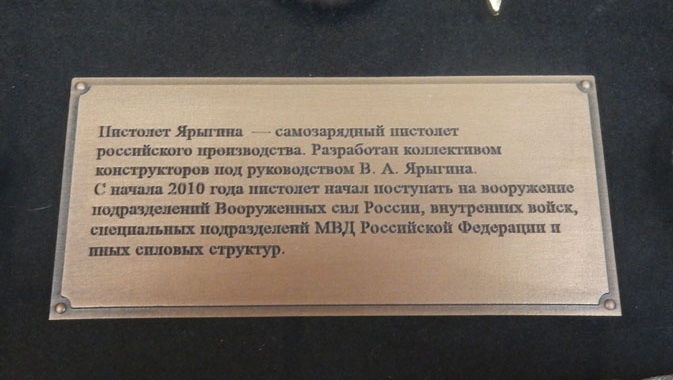 Пистолет Ярыгина — самозарядный пистолет
российского производства. Разработан коллективом
конструкторов под руководством В. А. Ярыгина.
С начала 2010 года пистолет начал поступать на вооружение
подразделений Вооруженных сил России, внутренних войск,
специальных подразделений МВД Российской Федерации и
иных силовых структур.